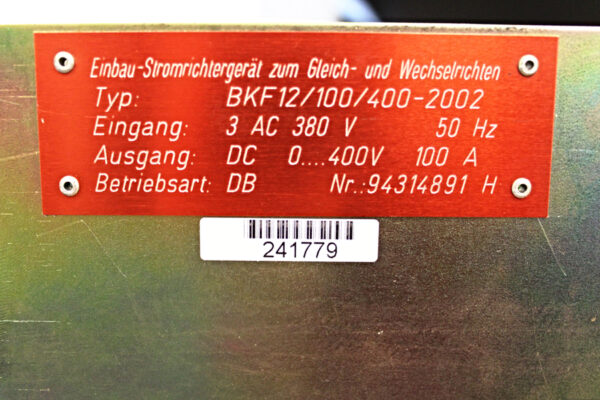 Einbau-Stromrichtergerät zum Gleich- und Wechselrichten
Typ: BKF12/100/400-2002
Eingang: 3 AC 380 V 50 Hz
Ausgang: DC 0....400V 100 A
Betriebsart: DB Nr.:94314891 H
241779